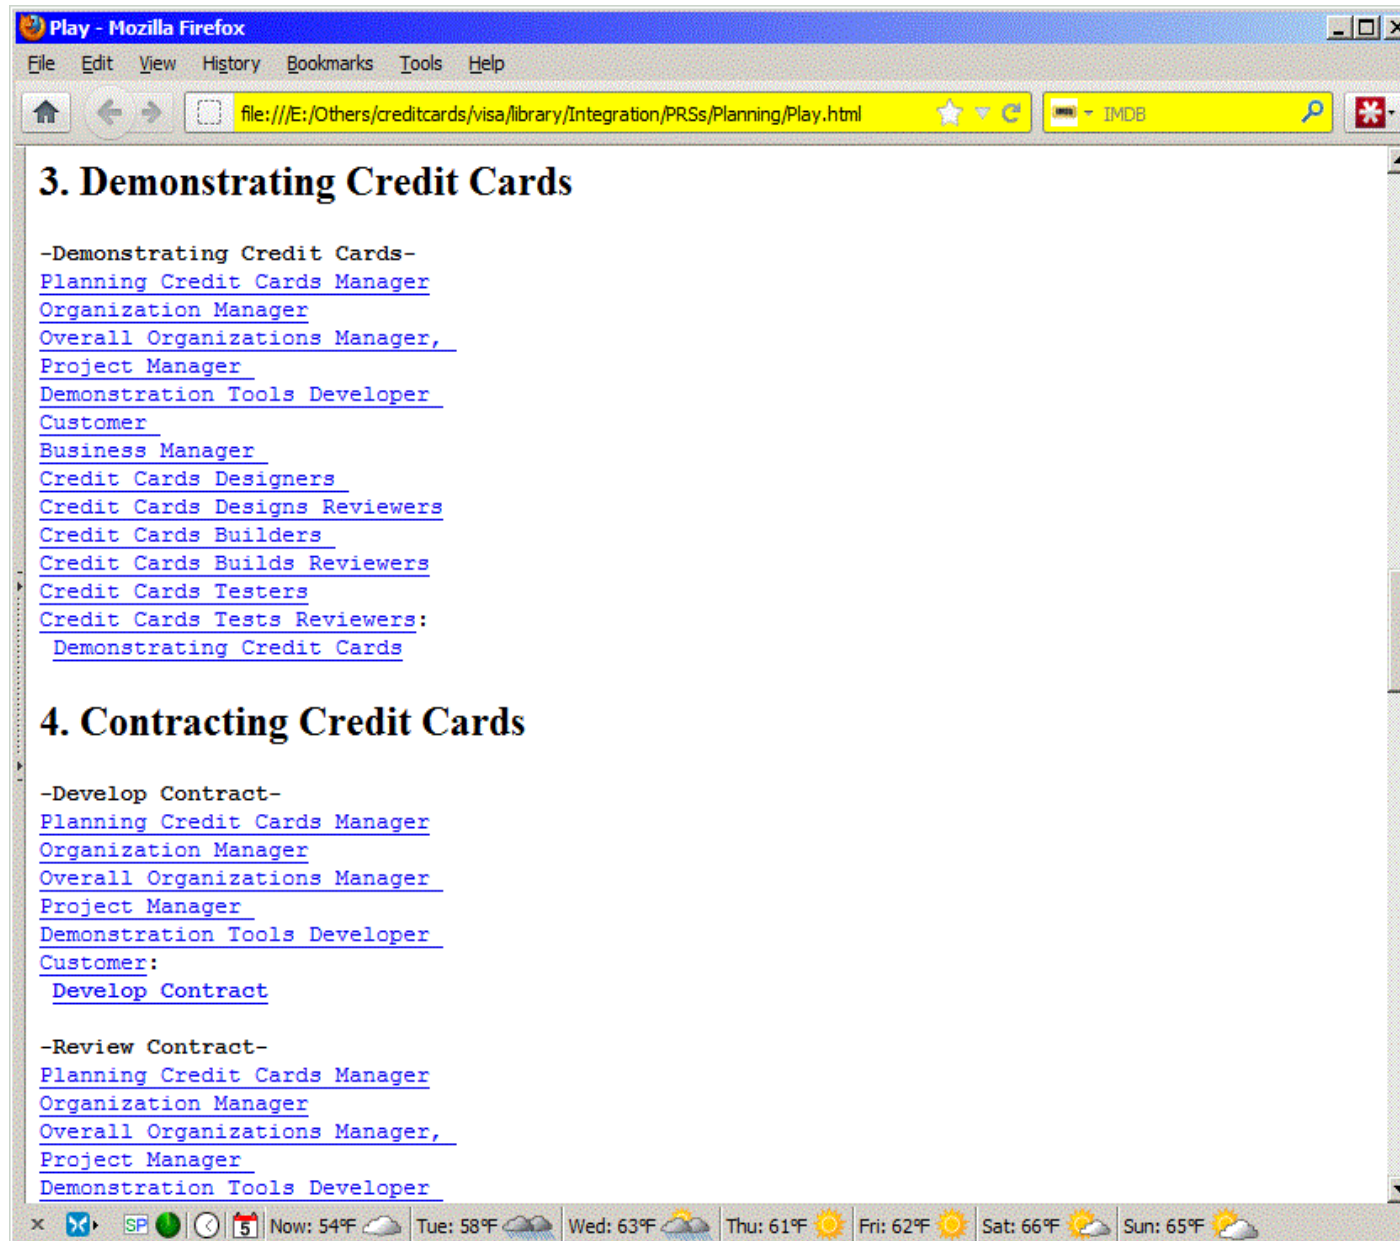 Play - Mozilla Firefox
File Edit View History Bookmarks Tools Help
file:///E:/Others/creditcards/visa/library/Integration/PRSs/Planning/Play.html IMDB
3. Demonstrating Credit Cards
-Demonstrating Credit Cards-
Planning Credit Cards Manager
Organization Manager
Overall Organizations Manager,
Project Manager
Demonstration Tools Developer
Customer
Business Manager
Credit Cards Designers
Credit Cards Designs Reviewers
Credit Cards Builders
Credit Cards Builds Reviewers
Credit Cards Testers
Credit Cards Tests Reviewers:
Demonstrating Credit Cards
4. Contracting Credit Cards
-Develop Contract-
Planning Credit Cards Manager
Organization Manager
Overall Organizations Manager
Project Manager
Demonstration Tools Developer
Customer:
Develop Contract
-Review Contract-
Planning Credit Cards Manager
Organization Manager
Overall Organizations Manager,
Project Manager
Demonstration Tools Developer
SP 5 Now: 54°F Tue: 58°F Wed: 63°F Thu: 61°F Fri: 62°F Sat: 66°F Sun: 65°F